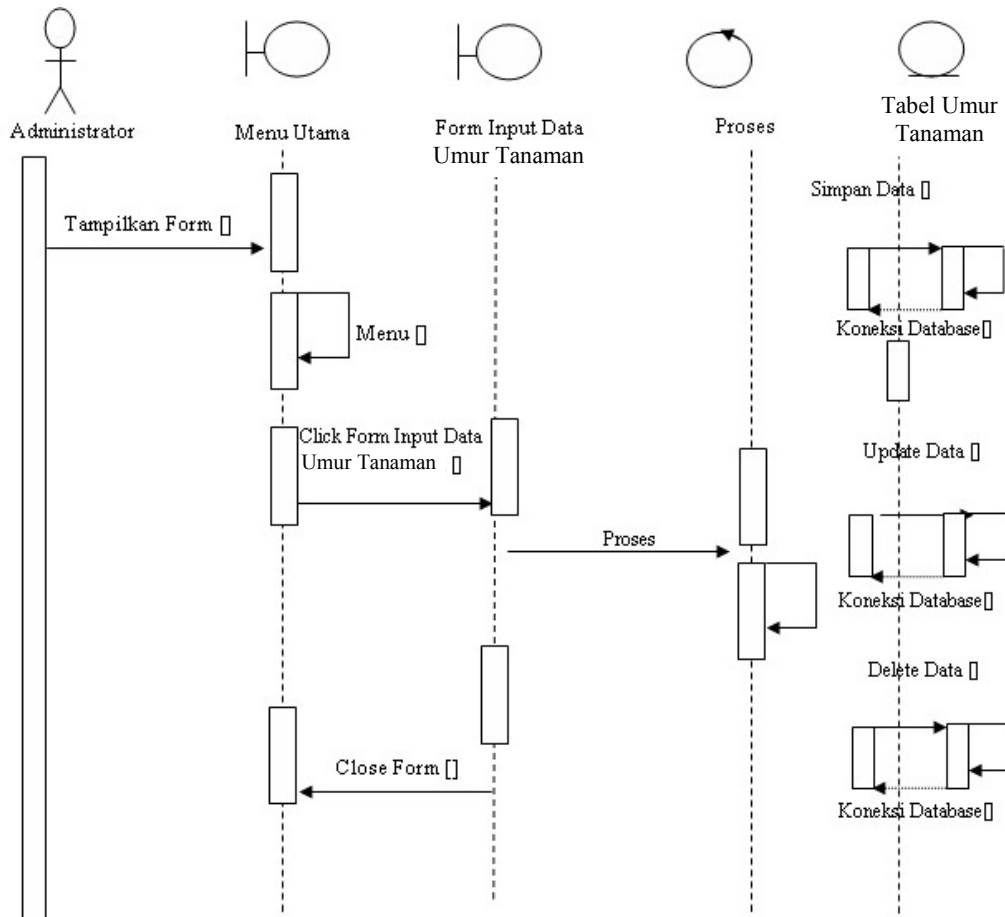 Administrator
Menu Utama
Form Input Data
Umur Tanaman
Proses
Tabel Umur
Tanaman
Simpan Data []
Tampilkan Form []
Menu []
Koneksi Database[]
Click Form Input Data
Umur Tanaman []
Update Data []
Proses
Koneksi Database[]
Delete Data []
Close Form []
Koneksi Database[]